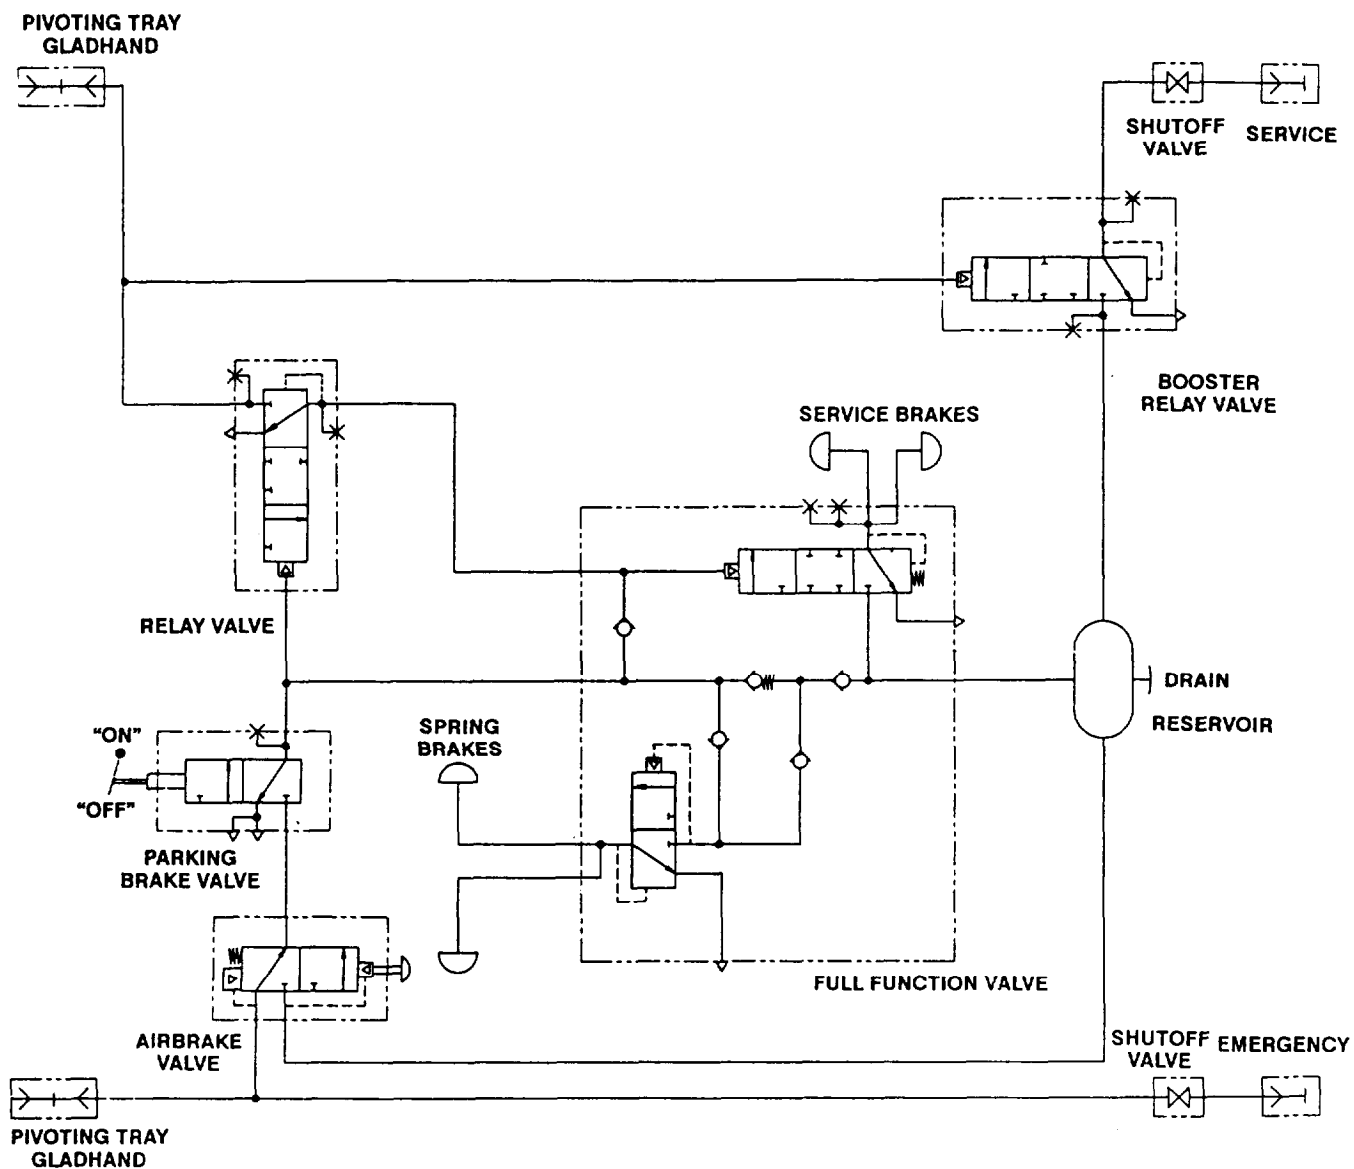 PIVOTING TRAY
GLADHAND
SHUTOFF
VALVE
SERVICE
BOOSTER
RELAY VALVE
SERVICE BRAKES
RELAY VALVE
DRAIN
RESERVOIR
"ON"
"OFF"
SPRING
BRAKES
PARKING
BRAKE VALVE
FULL FUNCTION VALVE
AIRBRAKE
VALVE
SHUTOFF
VALVE
EMERGENCY
PIVOTING TRAY
GLADHAND